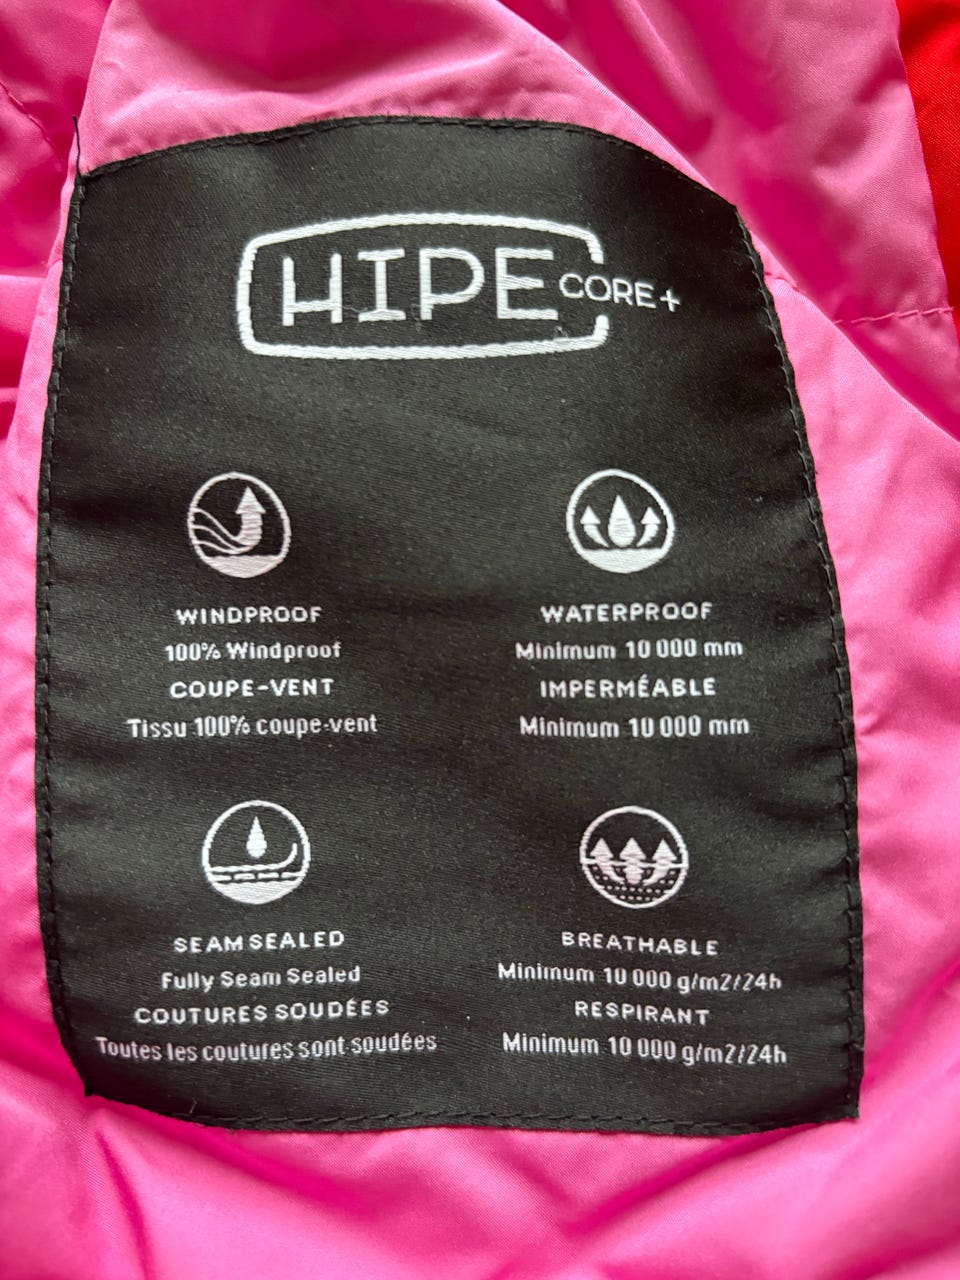 HIPE CORE+
WINDPROOF
100% Windproof
COUPE-VENT
Tissu 100% coupe-vent
WATERPROOF
Minimum 10 000 mm
IMPERMÉABLE
Minimum 10 000 mm
SEAM SEALED
Fully Seam Sealed
COUTURES SOUDÉES
Toutes les coutures sont soudées
BREATHABLE
Minimum 10 000 g/m2/24h
RESPIRANT
Minimum 10 000 g/m2/24h